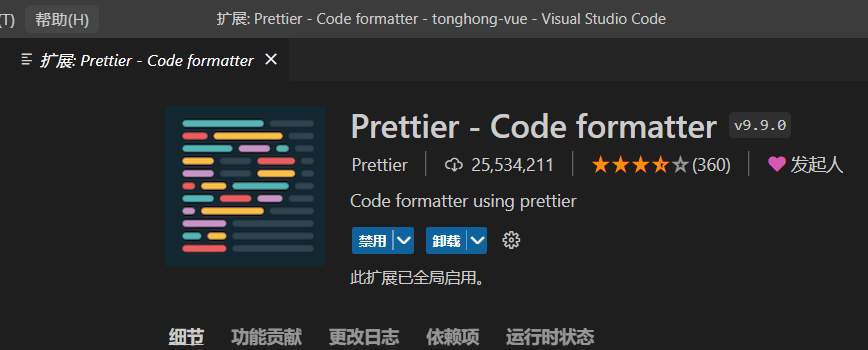 (T) 帮助(H) 扩展: Prettier - Code formatter - tonghong-vue - Visual Studio Code
扩展: Prettier - Code formatter
Prettier - Code formatter v9.9.0
Prettier 25,534,211 (360) 发起人
Code formatter using prettier
禁用 卸载
此扩展已全局启用。
细节 功能贡献 更改日志 依赖项 运行时状态